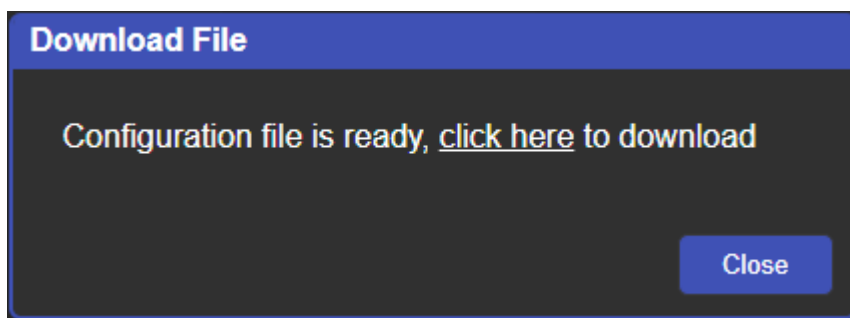 Download File
Configuration file is ready, click here to download
Close